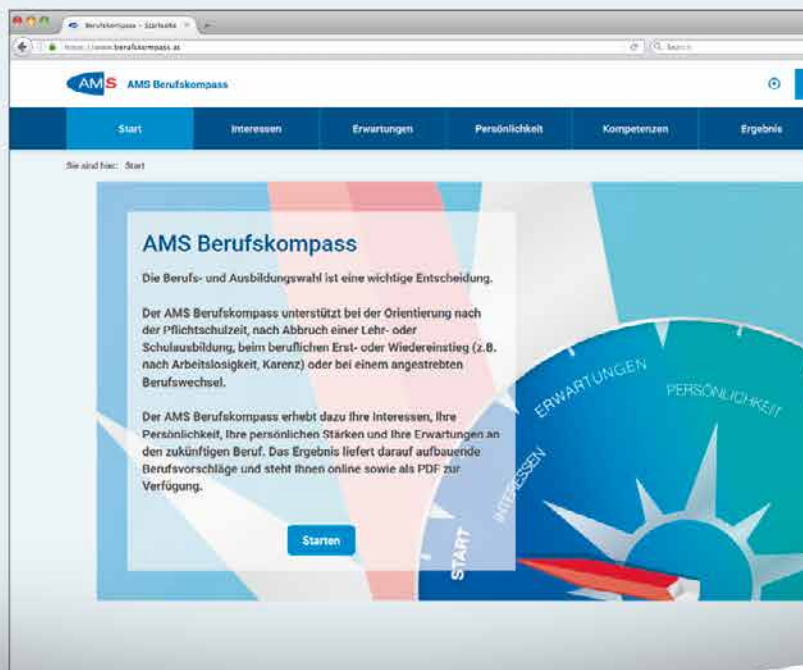 Berufskompass - Startseite
https://www.berufskompass.at
Search
AMS AMS Berufskompass
Start Interessen Erwartungen Persönlichkeit Kompetenzen Ergebnis
Sie sind hier: Start
AMS Berufskompass
Die Berufs- und Ausbildungswahl ist eine wichtige Entscheidung.
Der AMS Berufskompass unterstützt bei der Orientierung nach
der Pflichtschulzeit, nach Abbruch einer Lehr- oder
Schulausbildung, beim beruflichen Erst- oder Wiedereinstieg (z.B.
nach Arbeitslosigkeit, Karenz) oder bei einem angestrebten
Berufswechsel.
Der AMS Berufskompass erhebt dazu Ihre Interessen, Ihre
Persönlichkeit, Ihre persönlichen Stärken und Ihre Erwartungen an
den zukünftigen Beruf. Das Ergebnis liefert darauf aufbauende
Berufsvorschläge und steht Ihnen online sowie als PDF zur
Verfügung.
Starten
START
INTERESSEN
ERWARTUNGEN
PERSÖNLICHKEIT